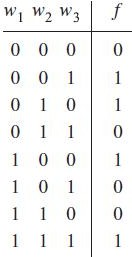 w₁ w₂ w₃ f
0 0 0 0
0 0 1 1
0 1 0 1
0 1 1 0
1 0 0 1
1 0 1 0
1 1 0 0
1 1 1 1